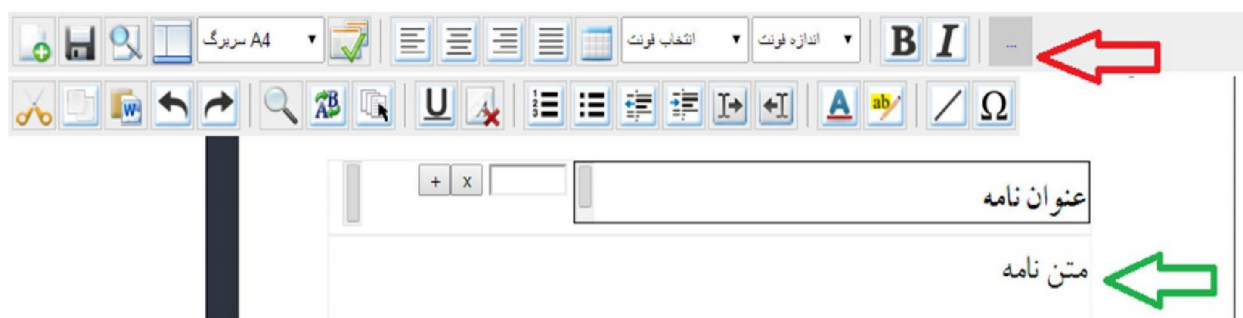 A4 سربرگ انتخاب فونت اندازه فونت B I ...
U A ab Ω
+ x
عنوان نامه
متن نامه